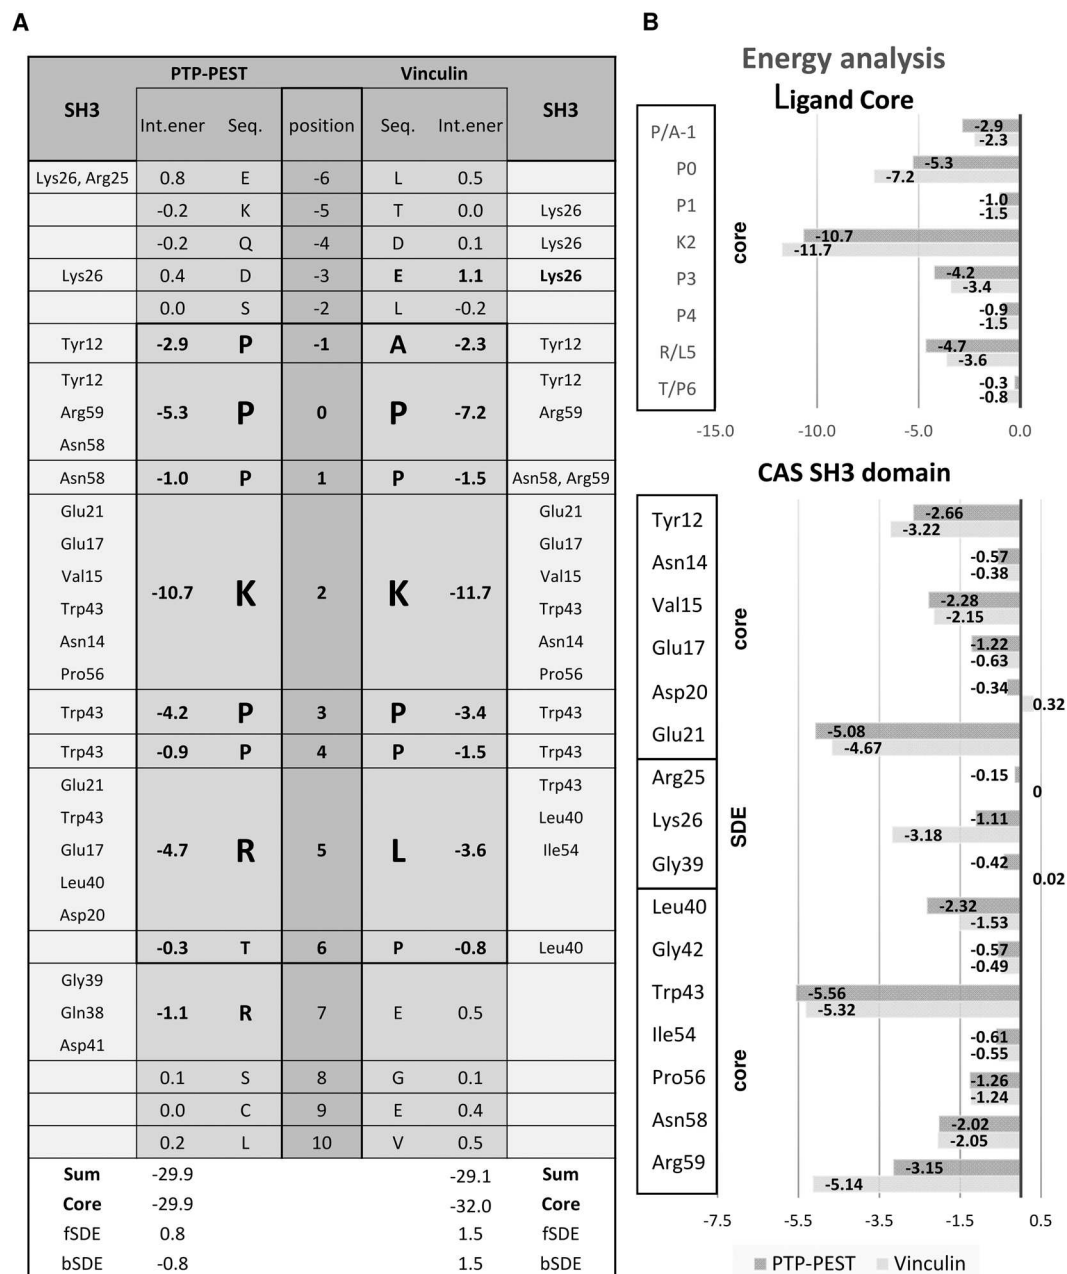 A
PTP-PEST Vinculin
SH3 Int.ener Seq. position Seq. Int.ener SH3
Lys26, Arg25 0.8 E -6 L 0.5
-0.2 K -5 T 0.0 Lys26
-0.2 Q -4 D 0.1 Lys26
Lys26 0.4 D -3 E 1.1 Lys26
0.0 S -2 L -0.2
Tyr12 -2.9 P -1 A -2.3 Tyr12
Tyr12 Tyr12
Arg59 -5.3 P 0 P -7.2 Arg59
Asn58
Asn58 -1.0 P 1 P -1.5 Asn58, Arg59
Glu21 Glu21
Glu17 Glu17
Val15 -10.7 K 2 K -11.7 Val15
Trp43 Trp43
Asn14 Asn14
Pro56 Pro56
Trp43 -4.2 P 3 P -3.4 Trp43
Trp43 -0.9 P 4 P -1.5 Trp43
Glu21 Trp43
Trp43 Leu40
Glu17 -4.7 R 5 L -3.6 Ile54
Leu40
Asp20
-0.3 T 6 P -0.8 Leu40
Gly39
Gln38 -1.1 R 7 E 0.5
Asp41
0.1 S 8 G 0.1
0.0 C 9 E 0.4
0.2 L 10 V 0.5
Sum -29.9 -29.1 Sum
Core -29.9 -32.0 Core
fSDE 0.8 1.5 fSDE
bSDE -0.8 1.5 bSDE
B
Energy analysis
Ligand Core
core
P/A-1 -2.9
-2.3
P0 -5.3
-7.2
P1 -1.0
-1.5
K2 -10.7
-11.7
P3 -4.2
-3.4
P4 -0.9
-1.5
R/L5 -4.7
-3.6
T/P6 -0.3
-0.8
-15.0 -10.0 -5.0 0.0
CAS SH3 domain
core
Tyr12 -2.66
-3.22
Asn14 -0.57
-0.38
Val15 -2.28
-2.15
Glu17 -1.22
-0.63
Asp20 -0.34
0.32
Glu21 -5.08
-4.67
SDE
Arg25 -0.15
0
Lys26 -1.11
-3.18
Gly39 -0.42
0.02
core
Leu40 -2.32
-1.53
Gly42 -0.57
-0.49
Trp43 -5.56
-5.32
Ile54 -0.61
-0.55
Pro56 -1.26
-1.24
Asn58 -2.02
-2.05
Arg59 -3.15
-5.14
-7.5 -5.5 -3.5 -1.5 0.5
PTP-PEST Vinculin